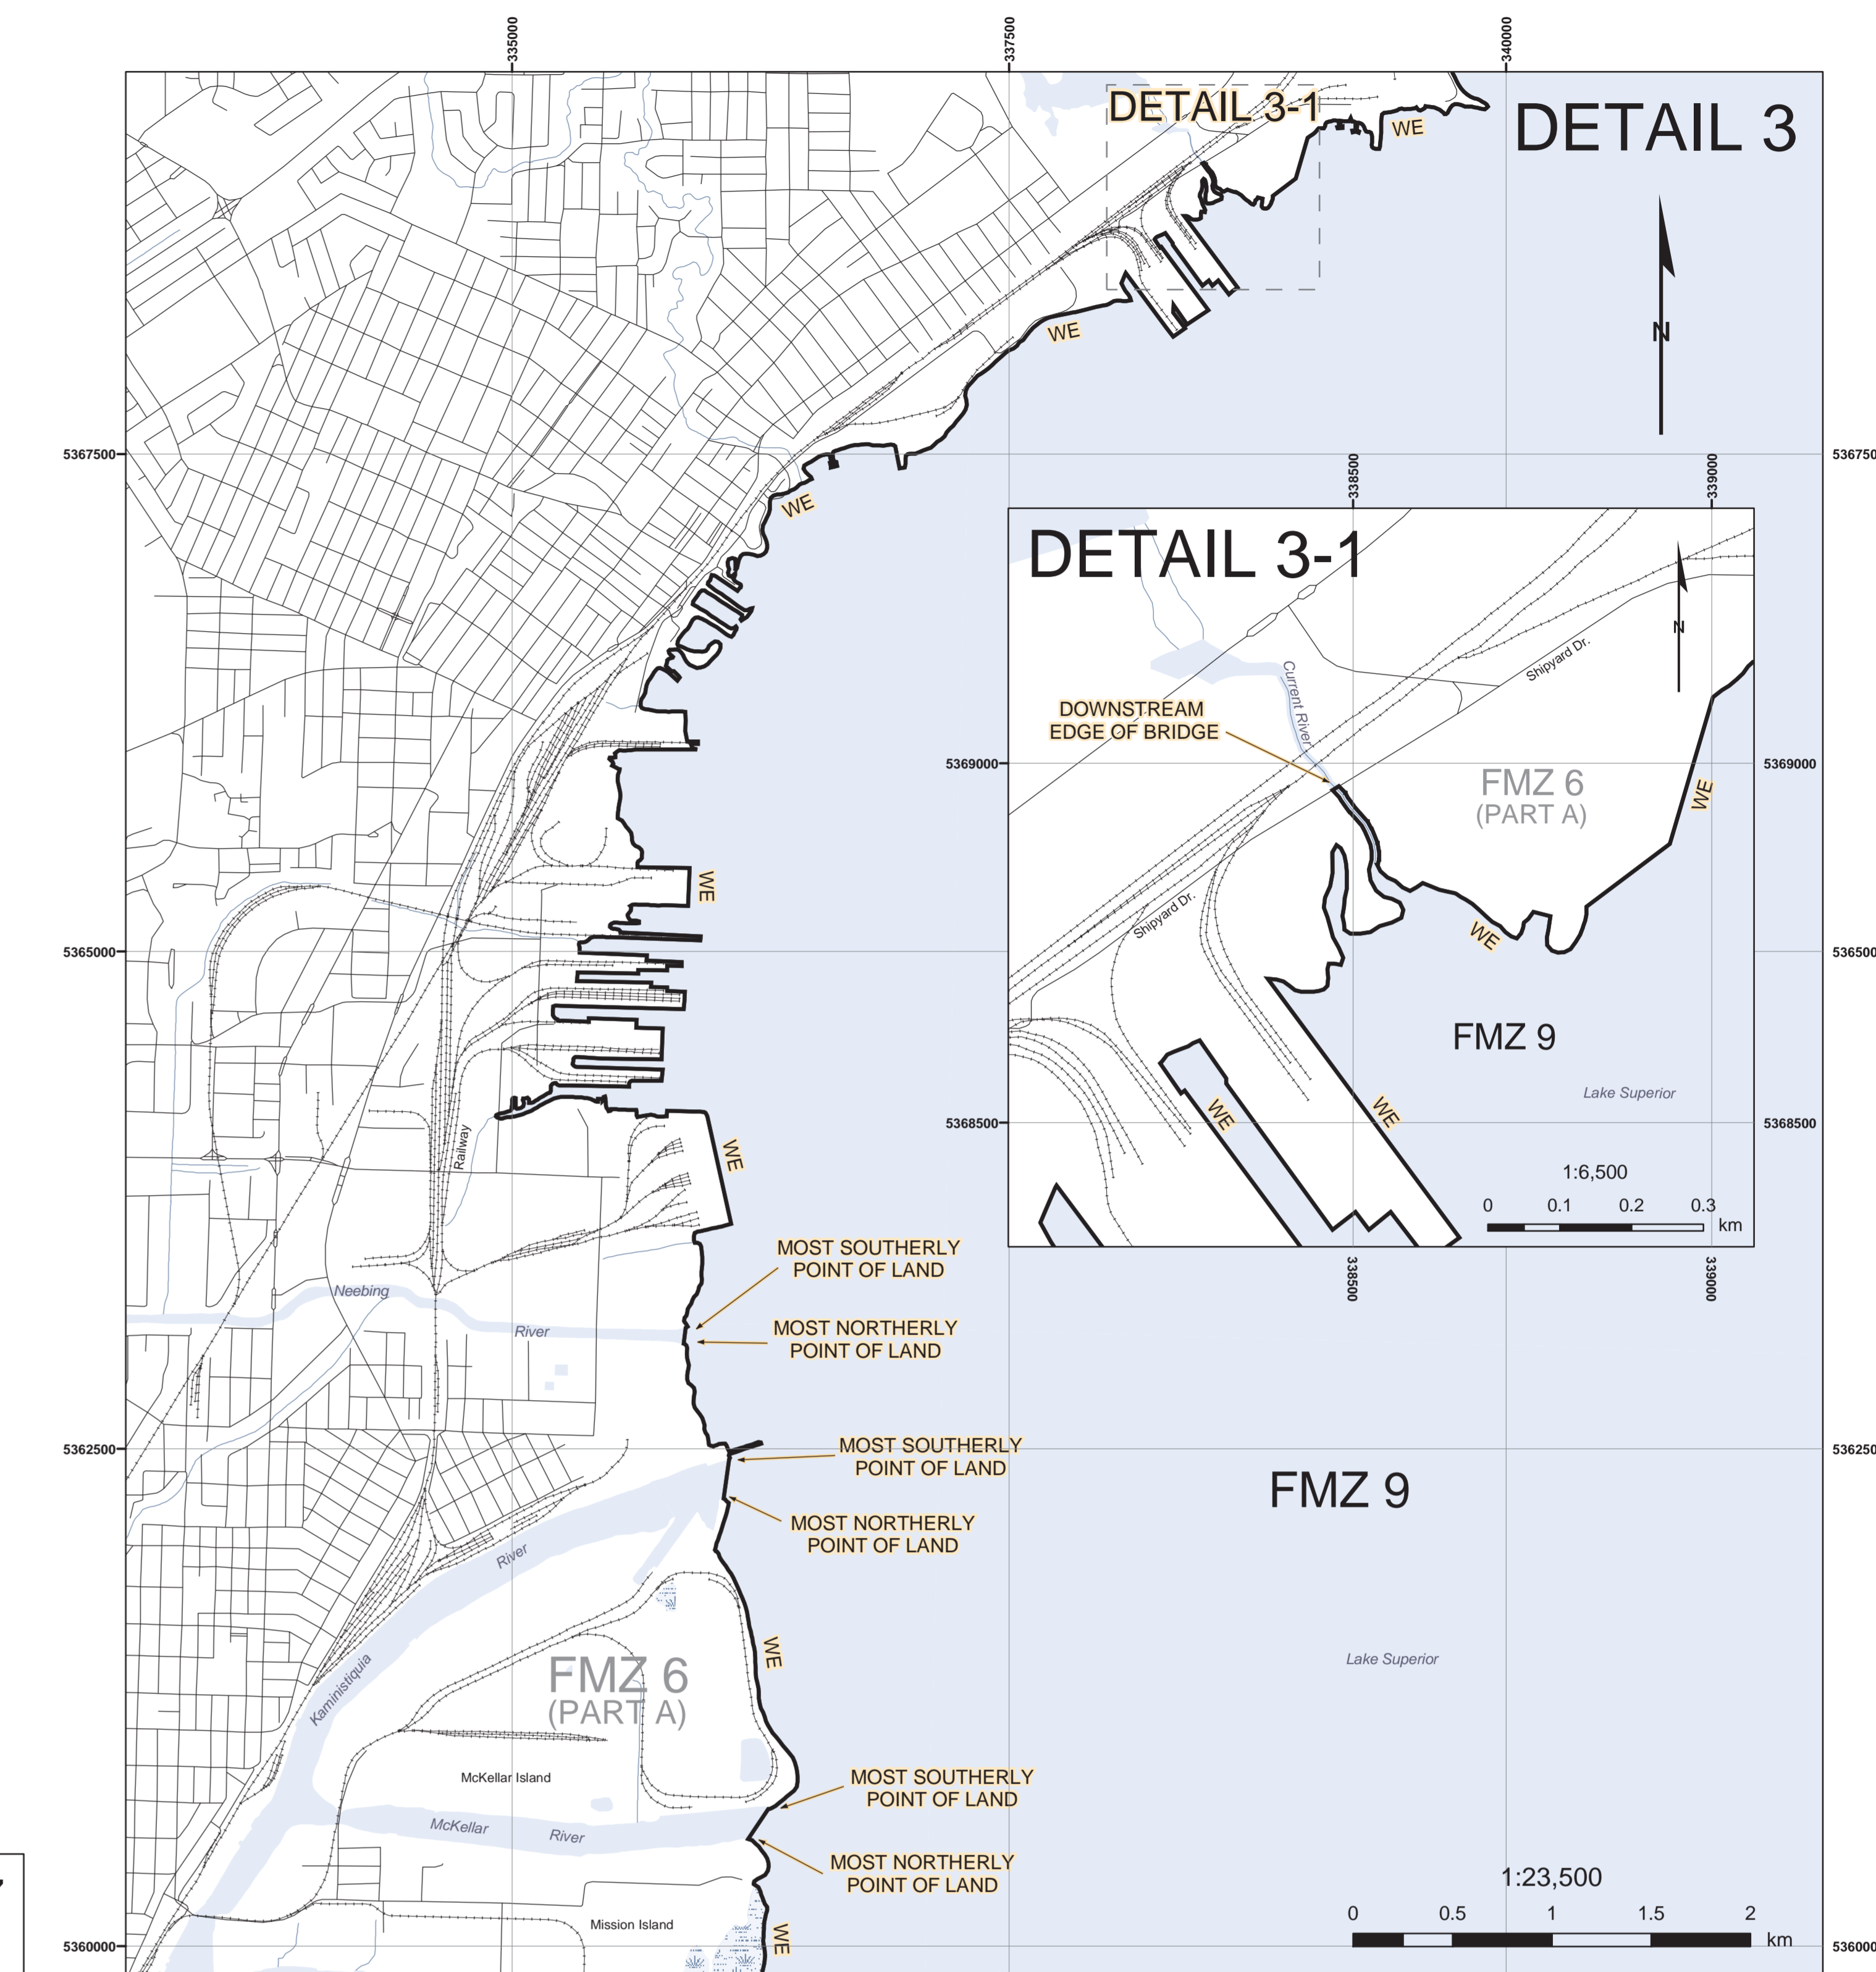 335000
337500
340000
DETAIL 3-1
WE
DETAIL 3
N
WE
5367500
536750
WE
338500
339000
DETAIL 3-1
N
Shipyard Dr.
Current River
DOWNSTREAM
EDGE OF BRIDGE
5369000
5369000
FMZ 6
(PART A)
WE
WE
Shipyard Dr.
WE
5365000
536500
FMZ 9
Lake Superior
WE
WE
5368500
5368500
1:6,500
0 0.1 0.2 0.3
km
338500
339000
Railway
WE
MOST SOUTHERLY
POINT OF LAND
Neebing
River
MOST NORTHERLY
POINT OF LAND
5362500
536250
MOST SOUTHERLY
POINT OF LAND
FMZ 9
MOST NORTHERLY
POINT OF LAND
River
WE
Lake Superior
Kaministiquia
FMZ 6
(PART A)
McKellar Island
MOST SOUTHERLY
POINT OF LAND
McKellar
River
MOST NORTHERLY
POINT OF LAND
1:23,500
0 0.5 1 1.5 2
km
Mission Island
WE
5360000
536000